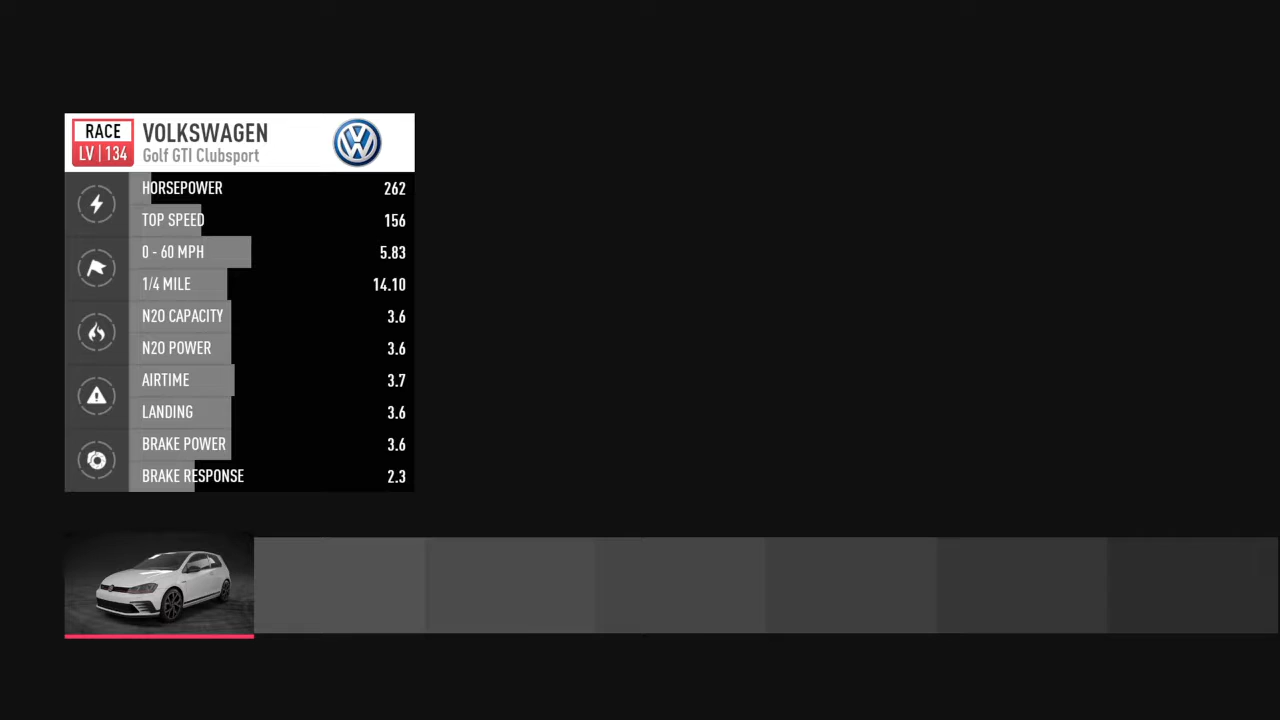 RACE
LV | 134
VOLKSWAGEN
Golf GTI Clubsport
HORSEPOWER 262
TOP SPEED 156
0 - 60 MPH 5.83
1/4 MILE 14.10
N2O CAPACITY 3.6
N2O POWER 3.6
AIRTIME 3.7
LANDING 3.6
BRAKE POWER 3.6
BRAKE RESPONSE 2.3